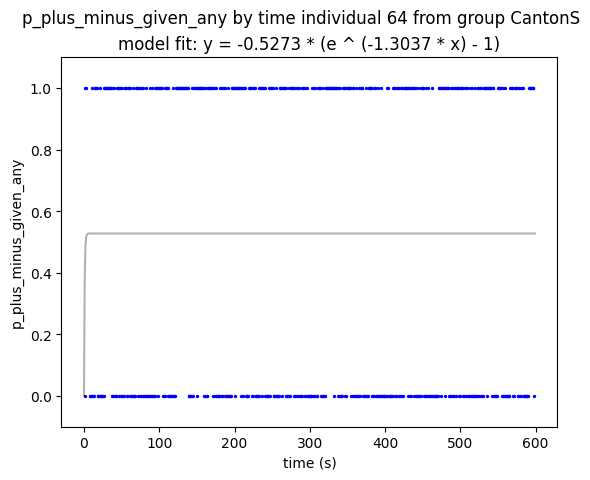 p_plus_minus_given_any by time individual 64 from group CantonS
model fit: y = -0.5273 * (e ^ (-1.3037 * x) - 1)
1.0
0.8
0.6
0.4
0.2
0.0
p_plus_minus_given_any
0 100 200 300 400 500 600
time (s)